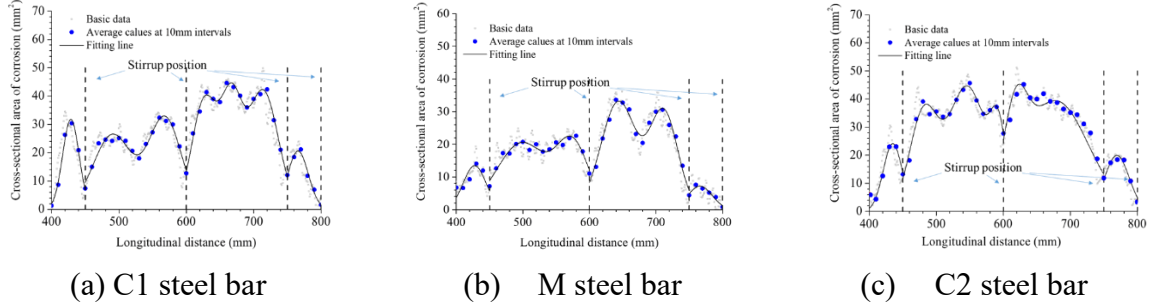 Cross-sectional area of corrosion (mm²)
70
60
50
40
30
20
10
0
Basic data
Average calues at 10mm intervals
Fitting line
Stirrup position
400 500 600 700 800
Longitudinal distance (mm)
(a) C1 steel bar
Cross-sectional area of corrosion (mm²)
60
50
40
30
20
10
0
Basic data
Average calues at 10mm intervals
Fitting line
Stirrup position
400 500 600 700 800
Longitudinal distance (mm)
(b) M steel bar
Cross-sectional area of corrosion (mm²)
70
60
50
40
30
20
10
0
Basic data
Average calues at 10mm intervals
Fitting line
Stirrup position
400 500 600 700 800
Longitudinal distance (mm)
(c) C2 steel bar